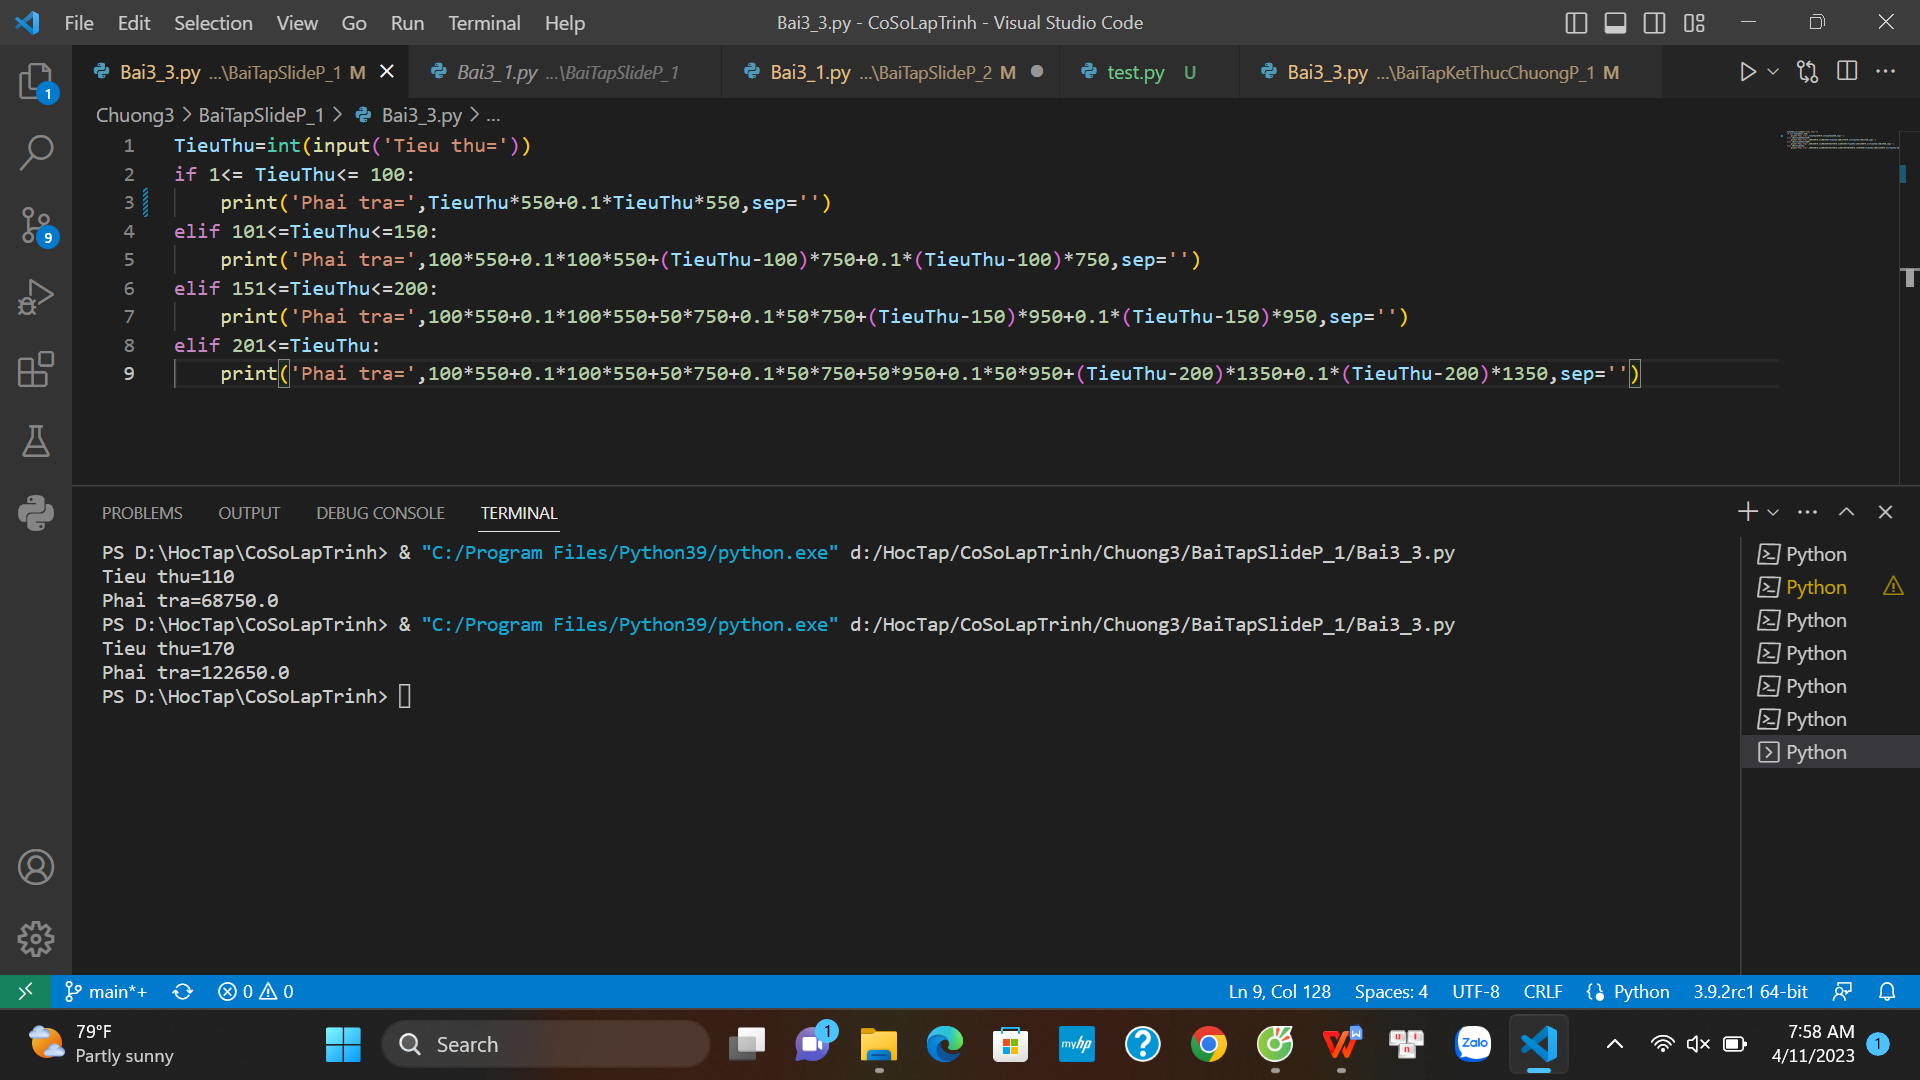 File Edit Selection View Go Run Terminal Help
Bai3_3.py - CoSoLapTrinh - Visual Studio Code
Bai3_3.py ...\BaiTapSlideP_1 M
Bai3_1.py ...\BaiTapSlideP_1
Bai3_1.py ...\BaiTapSlideP_2 M
test.py U
Bai3_3.py ...\BaiTapKetThucChuongP_1 M
1
9
Chuong3 > BaiTapSlideP_1 > Bai3_3.py > ...
1 TieuThu=int(input('Tieu thu='))
2 if 1<= TieuThu<= 100:
3     print('Phai tra=',TieuThu*550+0.1*TieuThu*550,sep='')
4 elif 101<=TieuThu<=150:
5     print('Phai tra=',100*550+0.1*100*550+(TieuThu-100)*750+0.1*(TieuThu-100)*750,sep='')
6 elif 151<=TieuThu<=200:
7     print('Phai tra=',100*550+0.1*100*550+50*750+0.1*50*750+(TieuThu-150)*950+0.1*(TieuThu-150)*950,sep='')
8 elif 201<=TieuThu:
9     print('Phai tra=',100*550+0.1*100*550+50*750+0.1*50*750+50*950+0.1*50*950+(TieuThu-200)*1350+0.1*(TieuThu-200)*1350,sep='')
PROBLEMS OUTPUT DEBUG CONSOLE TERMINAL
PS D:\HocTap\CoSoLapTrinh> & "C:/Program Files/Python39/python.exe" d:/HocTap/CoSoLapTrinh/Chuong3/BaiTapSlideP_1/Bai3_3.py
Tieu thu=110
Phai tra=68750.0
PS D:\HocTap\CoSoLapTrinh> & "C:/Program Files/Python39/python.exe" d:/HocTap/CoSoLapTrinh/Chuong3/BaiTapSlideP_1/Bai3_3.py
Tieu thu=170
Phai tra=122650.0
PS D:\HocTap\CoSoLapTrinh>
Python
Python
Python
Python
Python
Python
Python
main*+ 0 0
Ln 9, Col 128 Spaces: 4 UTF-8 CRLF Python 3.9.2rc1 64-bit
79°F
Partly sunny
Search
1
myhp
Zalo
7:58 AM
4/11/2023
1